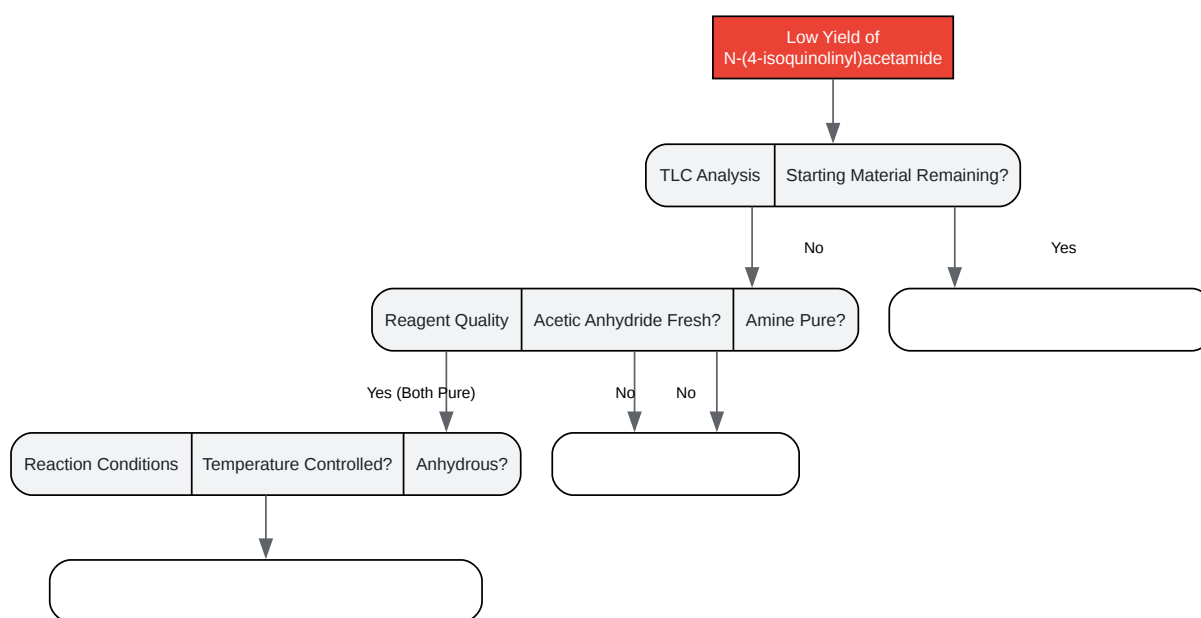 Low Yield of
N-(4-isoquinolinyl)acetamide
TLC Analysis
Starting Material Remaining?
No
Yes
Reagent Quality
Acetic Anhydride Fresh?
Amine Pure?
Yes (Both Pure)
No
No
Reaction Conditions
Temperature Controlled?
Anhydrous?